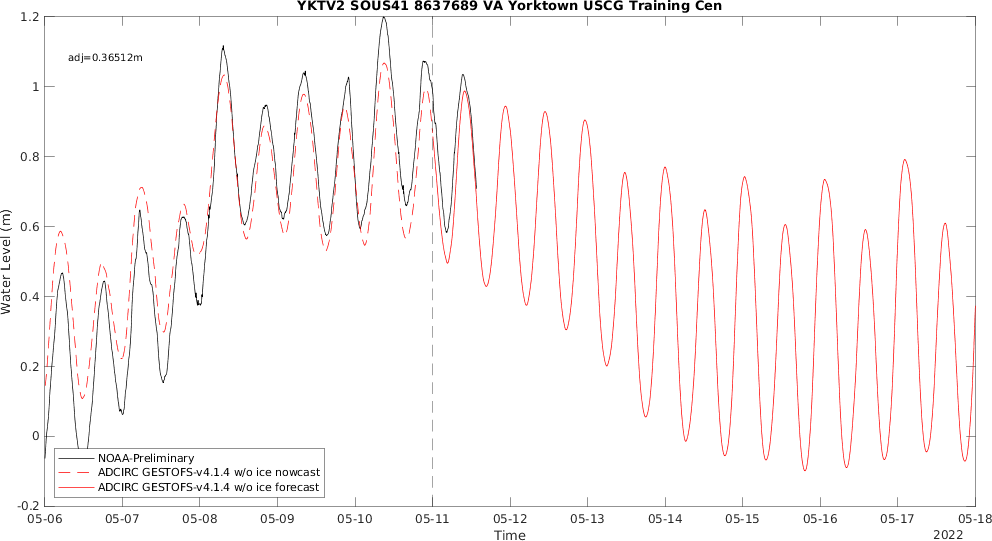 YKTV2 SOUS41 8637689 VA Yorktown USCG Training Cen
1.2
adj=0.36512m
1
0.8
0.6
0.4
0.2
0
-0.2
Water Level (m)
NOAA-Preliminary
ADCIRC GESTOFS-v4.1.4 w/o ice nowcast
ADCIRC GESTOFS-v4.1.4 w/o ice forecast
05-06 05-07 05-08 05-09 05-10 05-11 05-12 05-13 05-14 05-15 05-16 05-17 05-18
Time
2022